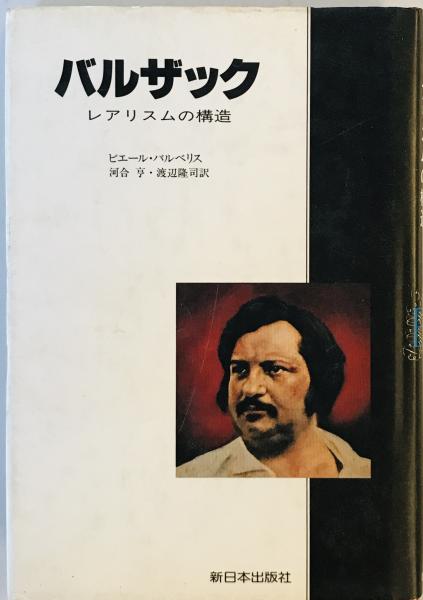 バルザック
レアリスムの構造
ピエール・バルベリス
河合 亨・渡辺隆司訳
新日本出版社